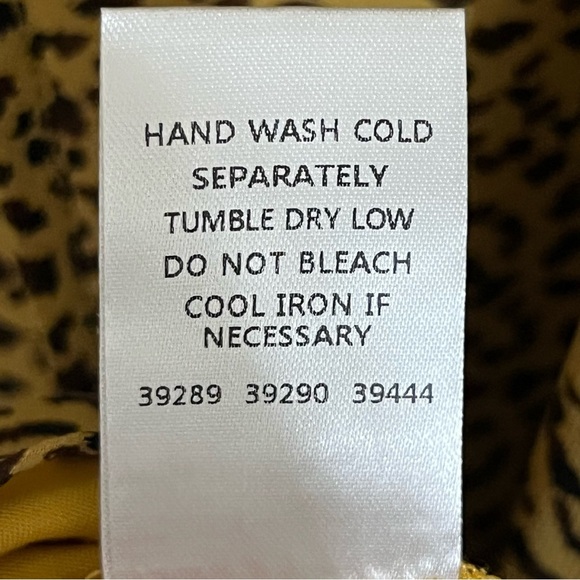 HAND WASH COLD
SEPARATELY
TUMBLE DRY LOW
DO NOT BLEACH
COOL IRON IF
NECESSARY
39289 39290 39444